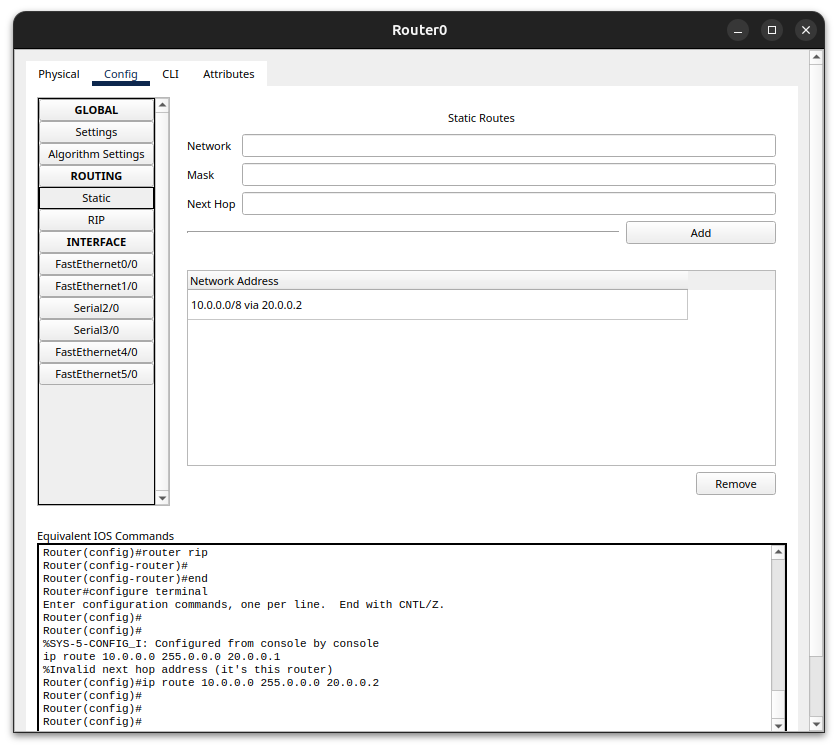 Router0
Physical Config CLI Attributes
GLOBAL
Settings
Algorithm Settings
ROUTING
Static
RIP
INTERFACE
FastEthernet0/0
FastEthernet1/0
Serial2/0
Serial3/0
FastEthernet4/0
FastEthernet5/0
Static Routes
Network
Mask
Next Hop
Add
Network Address
10.0.0.0/8 via 20.0.0.2
Remove
Equivalent IOS Commands
Router(config)#router rip
Router(config-router)#
Router(config-router)#end
Router#configure terminal
Enter configuration commands, one per line.  End with CNTL/Z.
Router(config)#
Router(config)#
%SYS-5-CONFIG_I: Configured from console by console
ip route 10.0.0.0 255.0.0.0 20.0.0.1
%Invalid next hop address (it's this router)
Router(config)#ip route 10.0.0.0 255.0.0.0 20.0.0.2
Router(config)#
Router(config)#
Router(config)#